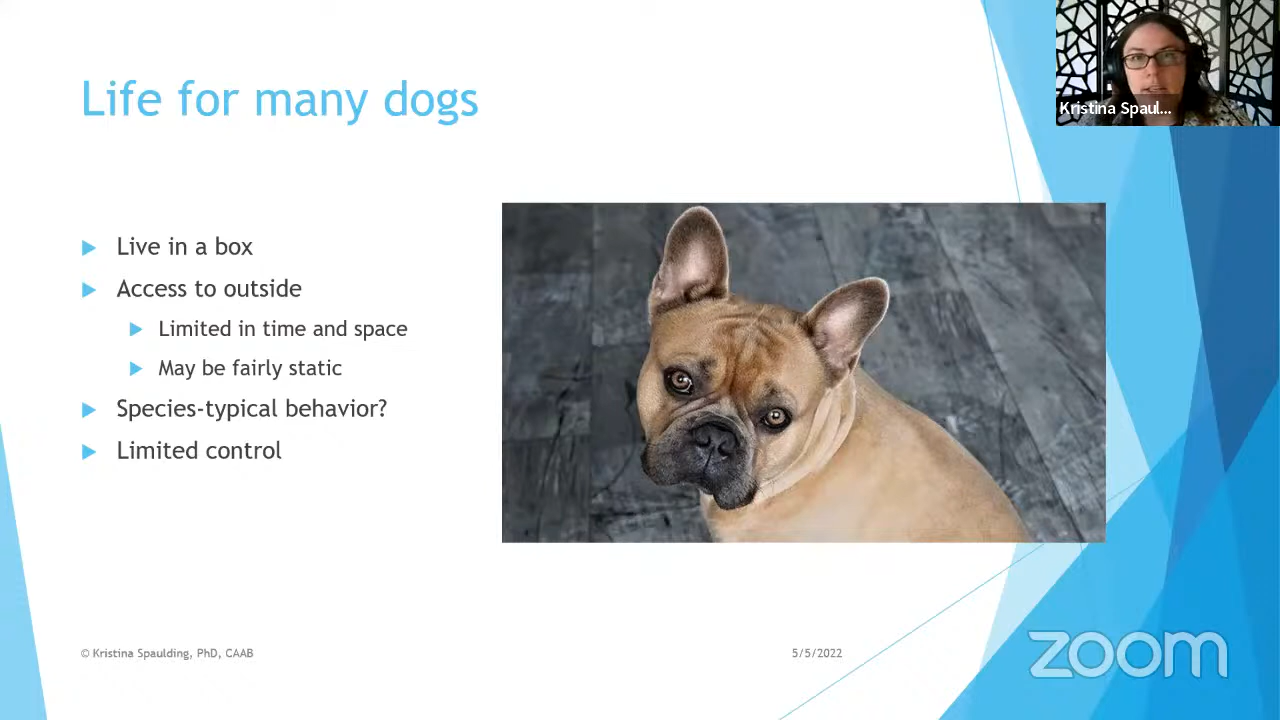 Life for many dogs
Kristina Spaul...
Live in a box
Access to outside
Limited in time and space
May be fairly static
Species-typical behavior?
Limited control
© Kristina Spaulding, PhD, CAAB
5/5/2022
zoom